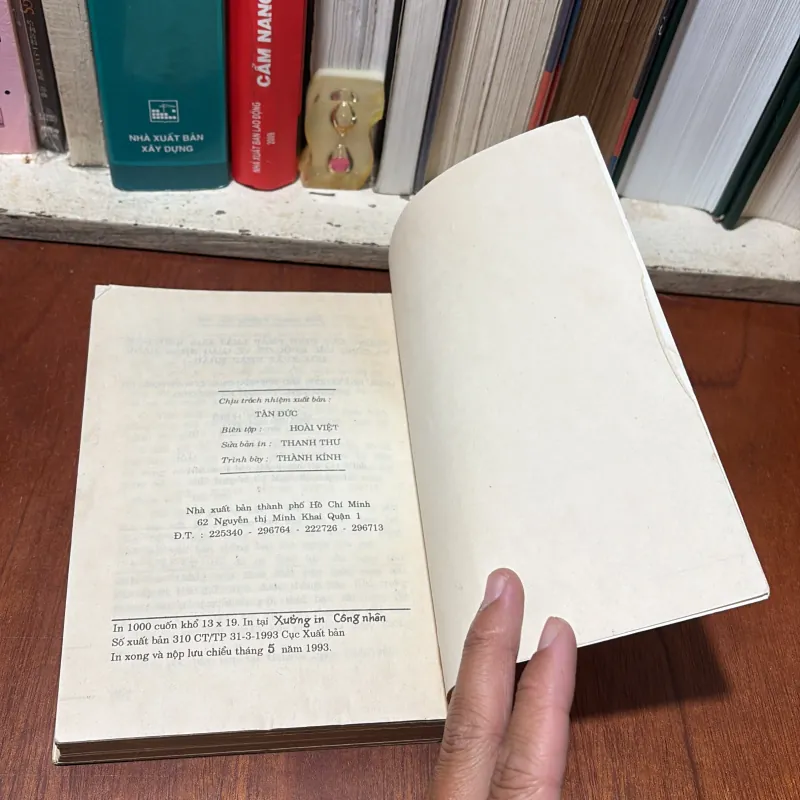 NHÀ XUẤT BẢN
XÂY DỰNG
CẨM NANG
NHÀ XUẤT BẢN LAO ĐỘNG
Chịu trách nhiệm xuất bản :
TÂN ĐỨC
Biên tập : HOÀI VIỆT
Sửa bản in : THANH THƯ
Trình bày : THÀNH KÍNH
Nhà xuất bản thành phố Hồ Chí Minh
62 Nguyễn thị Minh Khai Quận 1
Đ.T. : 225340 - 296764 - 222726 - 296713
In 1000 cuốn khổ 13 x 19. In tại Xưởng in Công nhân
Số xuất bản 310 CT/TP 31-3-1993 Cục Xuất bản
In xong và nộp lưu chiểu tháng 5 năm 1993.